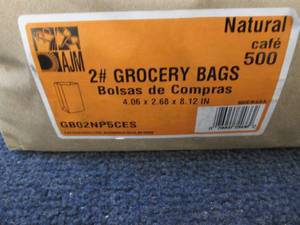 Natural
café
500
AJM
2# GROCERY BAGS
Bolsas de Compras
4.06 x 2.68 x 8.12 IN
GB02NP5CES